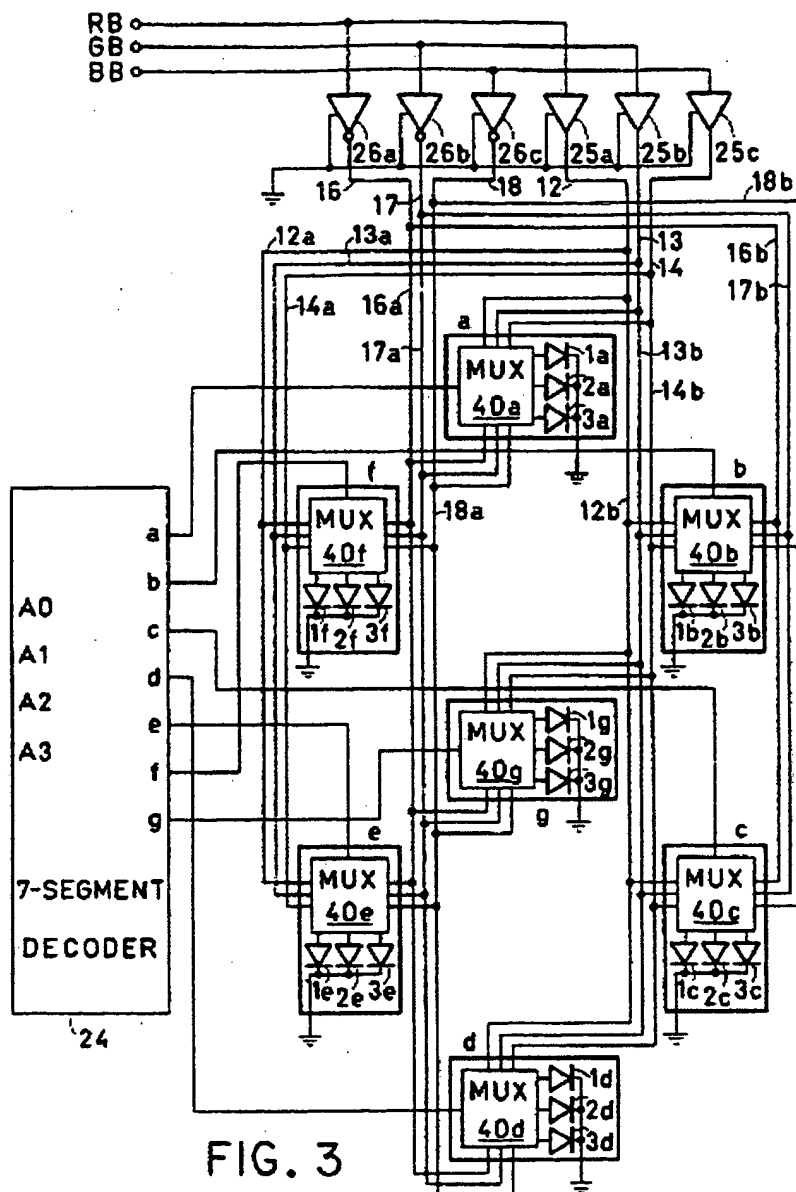 RB
GB
BB
26a 26b 26c 25a 25b 25c
16 17 18 12 18b
12a 13a 13 16b
14a 16a 14 17b
17a a 13b
14b
MUX 1a
40a 2a
3a
f 18a 12b b
a MUX MUX
b 40f 40b
A0 c 1f 2f 3f 1b 2b 3b
A1 d
A2 e MUX 1g
A3 f 40g 2g
g 3g
e g c
7-SEGMENT MUX MUX
DECODER 40e 40c
1e 2e 3e 1c 2c 3c
24 d
MUX 1d
40d 2d
3d
FIG. 3